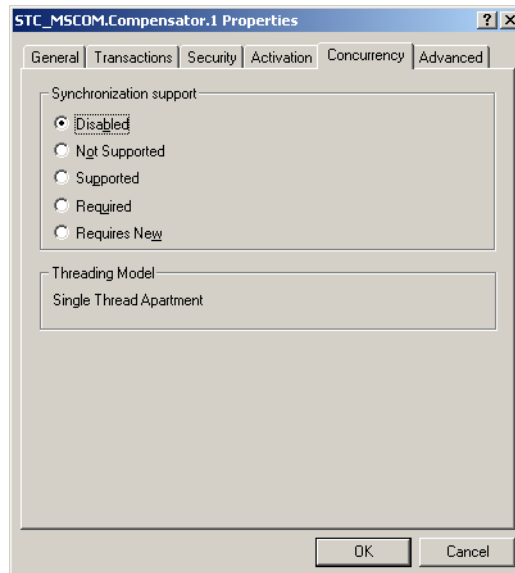 STC_MSCOM.Compensator.1 Properties
General Transactions Security Activation Concurrency Advanced
Synchronization support
Disabled
Not Supported
Supported
Required
Requires New
Threading Model
Single Thread Apartment
OK Cancel